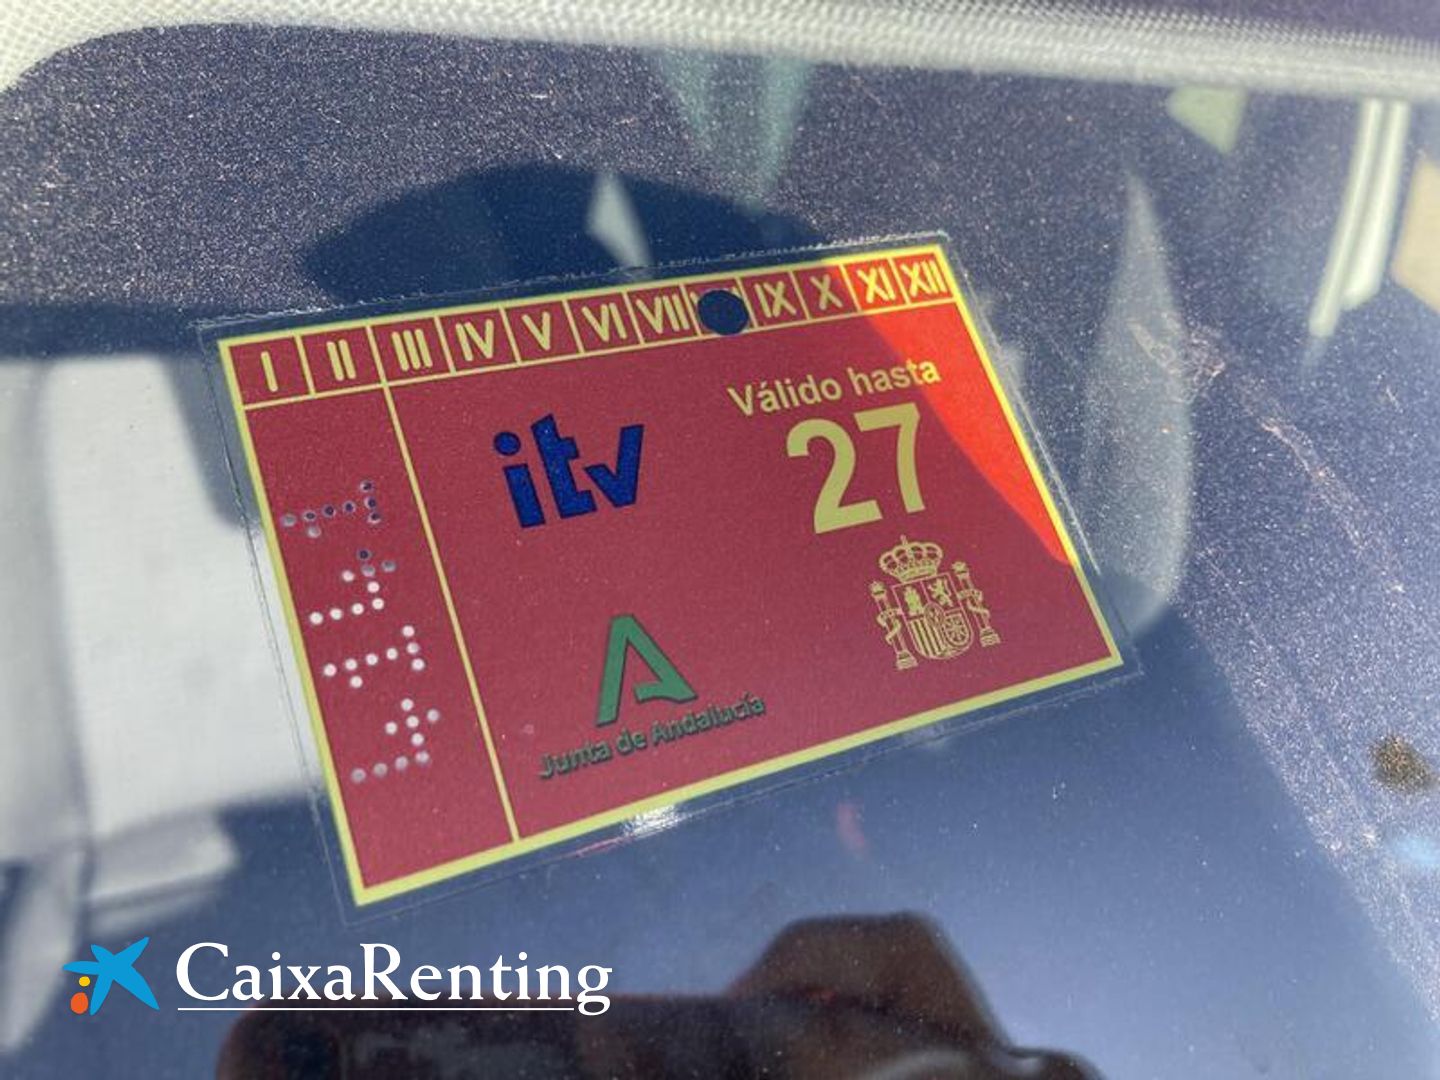 I II III IV V VI VII IX X XI XII
Válido hasta
27
itv
Junta de Andalucía
CaixaRenting